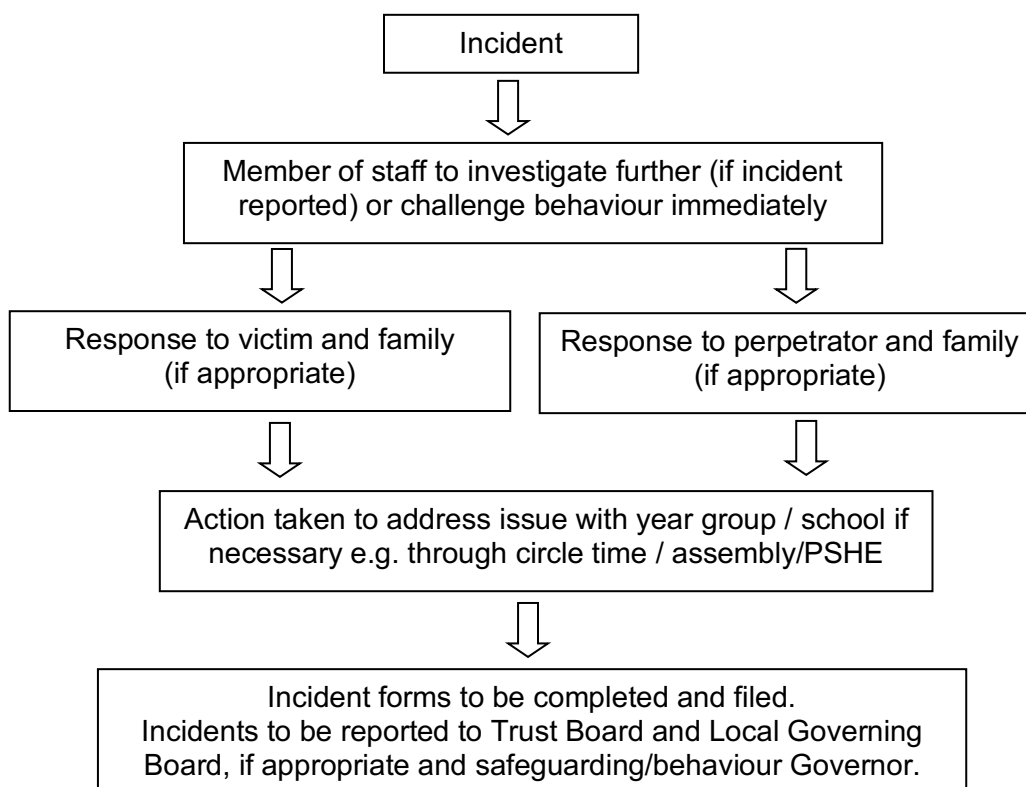 Incident
Member of staff to investigate further (if incident
reported) or challenge behaviour immediately
Response to victim and family
(if appropriate)
Response to perpetrator and family
(if appropriate)
Action taken to address issue with year group / school if
necessary e.g. through circle time / assembly/PSHE
Incident forms to be completed and filed.
Incidents to be reported to Trust Board and Local Governing
Board, if appropriate and safeguarding/behaviour Governor.